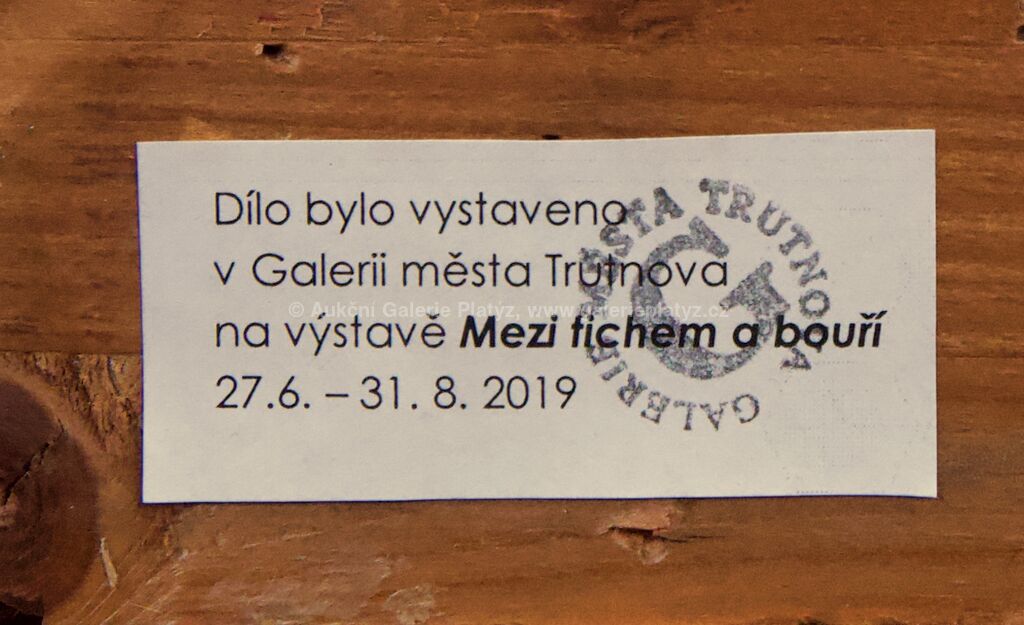 Dílo bylo vystaveno
v Galerii města Trutnova
© Aukční Galerie Platýz, www.galerieplatyz.cz
na výstavě Mezi tichem a bouří
27.6. – 31. 8. 2019
GALERIE MĚSTA TRUTNOVA
G